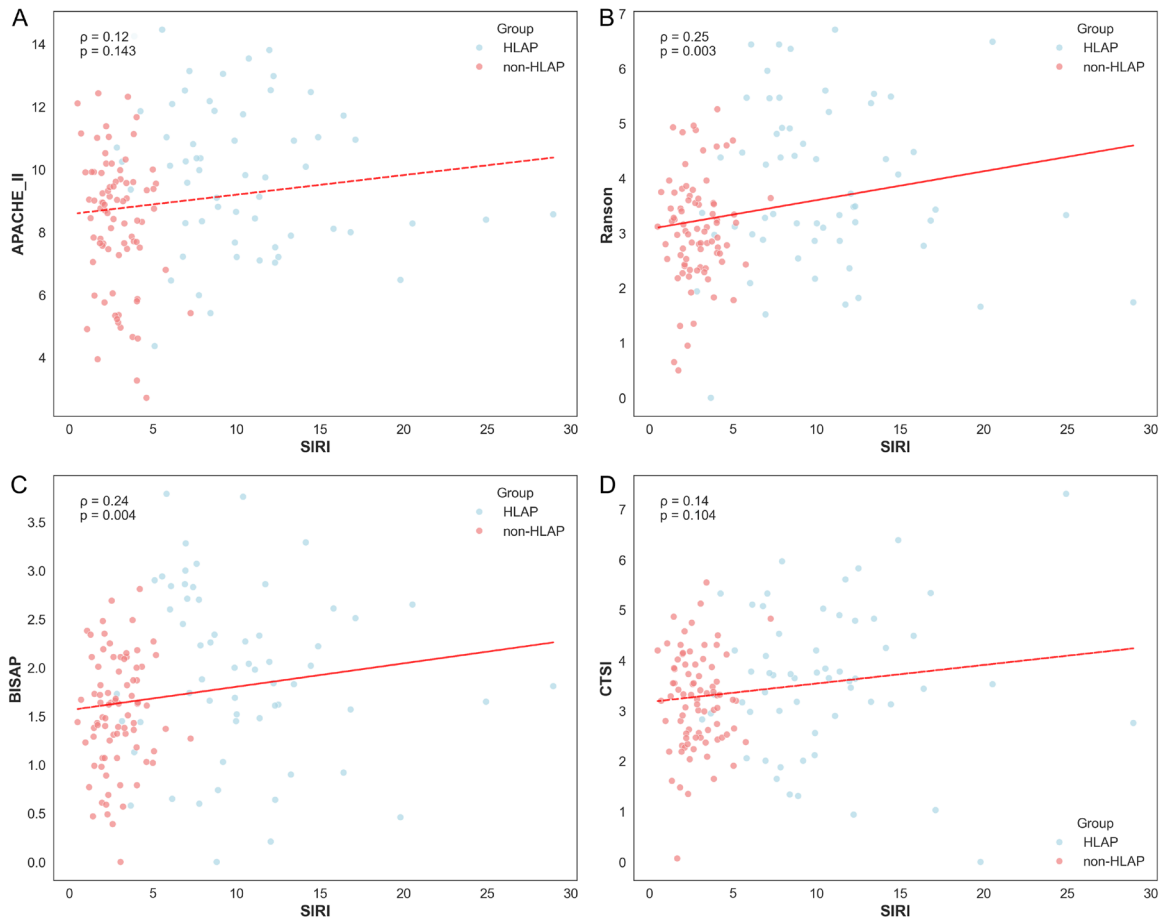 A
ρ = 0.12
p = 0.143
Group
HLAP
non-HLAP
14
12
10
8
6
4
APACHE_II
0 5 10 15 20 25 30
SIRI
B
ρ = 0.25
p = 0.003
Group
HLAP
non-HLAP
7
6
5
4
3
2
1
0
Ranson
0 5 10 15 20 25 30
SIRI
C
ρ = 0.24
p = 0.004
Group
HLAP
non-HLAP
3.5
3.0
2.5
2.0
1.5
1.0
0.5
0.0
BISAP
0 5 10 15 20 25 30
SIRI
D
ρ = 0.14
p = 0.104
7
6
5
4
3
2
1
0
CTSI
Group
HLAP
non-HLAP
0 5 10 15 20 25 30
SIRI